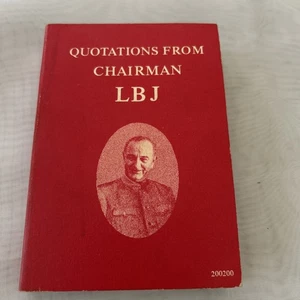 QUOTATIONS FROM
CHAIRMAN
LBJ
200200